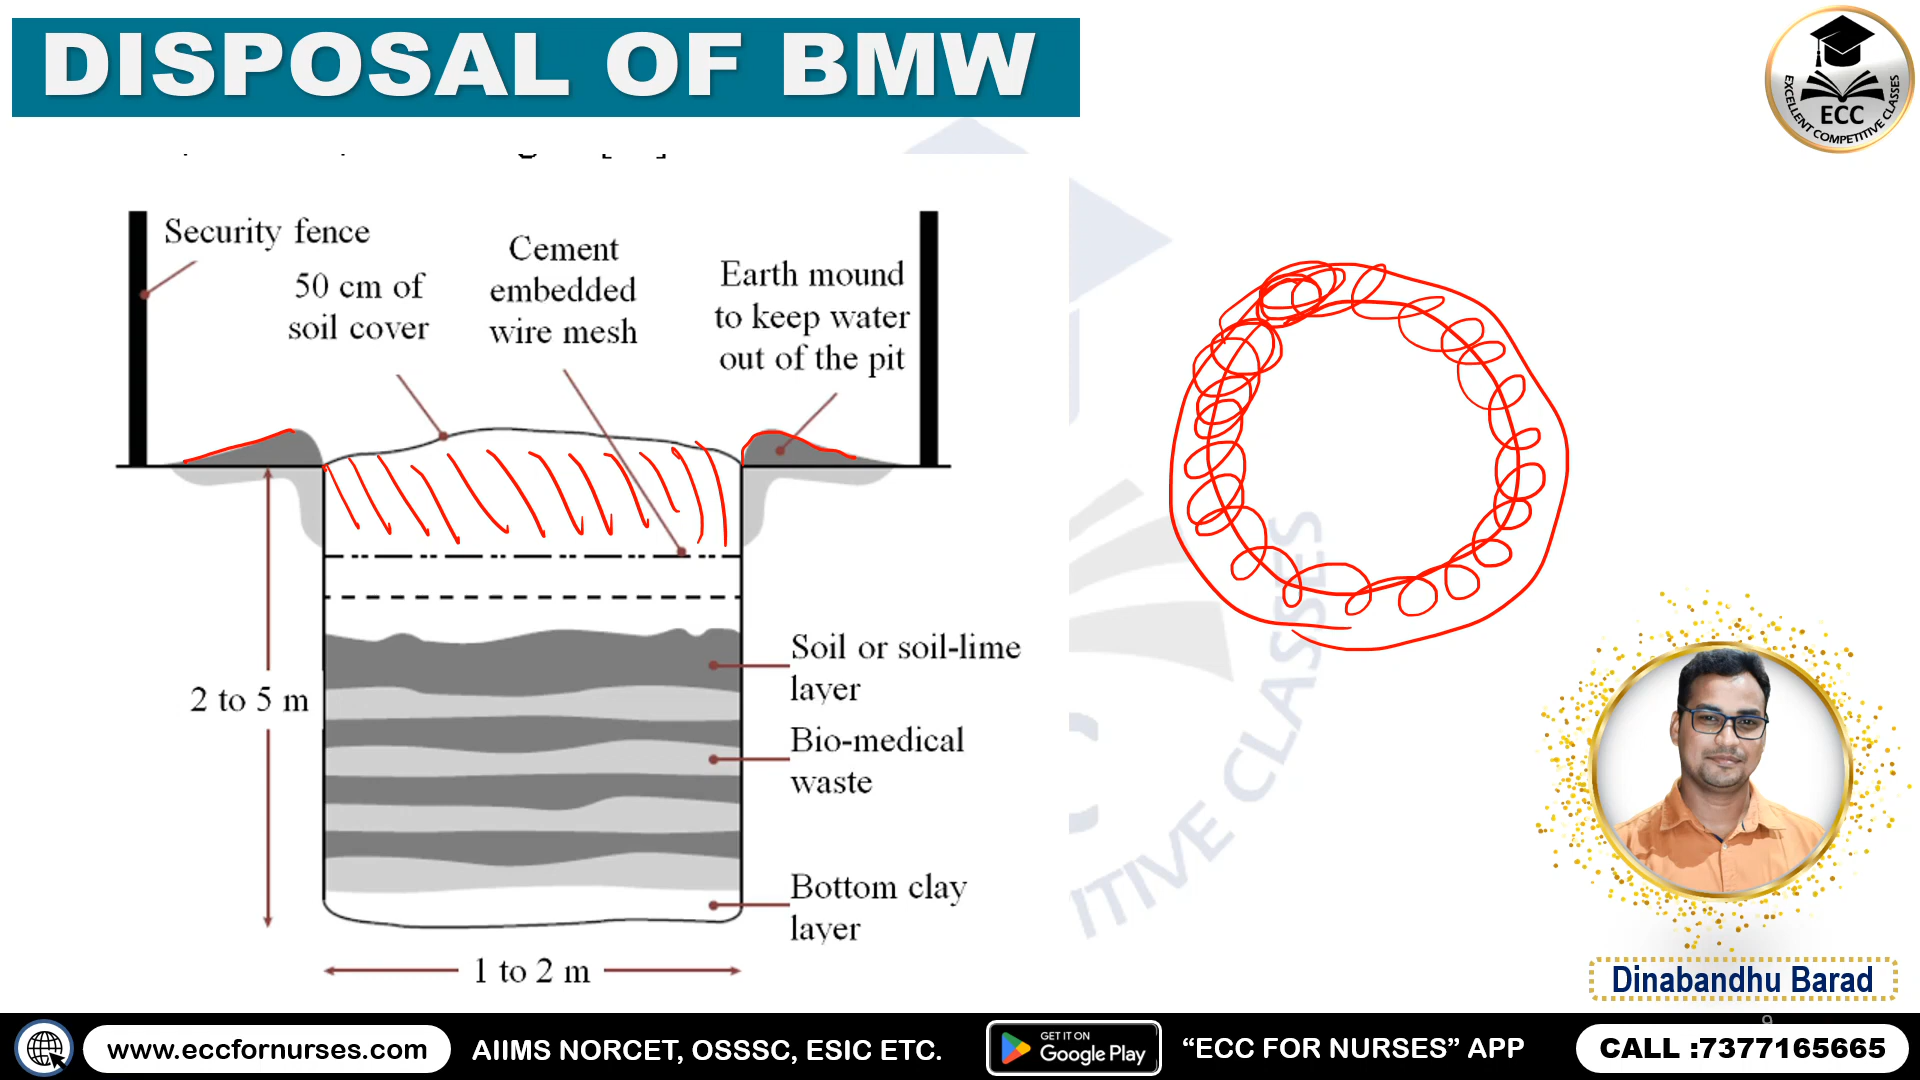 DISPOSAL OF BMW
EXCELLENT COMPETITIVE CLASSES
ECC
Security fence
50 cm of
soil cover
Cement
embedded
wire mesh
Earth mound
to keep water
out of the pit
2 to 5 m
Soil or soil-lime
layer
Bio-medical
waste
Bottom clay
layer
1 to 2 m
ITIVE CLASSES
Dinabandhu Barad
9
www.eccfornurses.com
AIIMS NORCET, OSSSC, ESIC ETC.
GET IT ON
Google Play
“ECC FOR NURSES” APP
CALL :7377165665